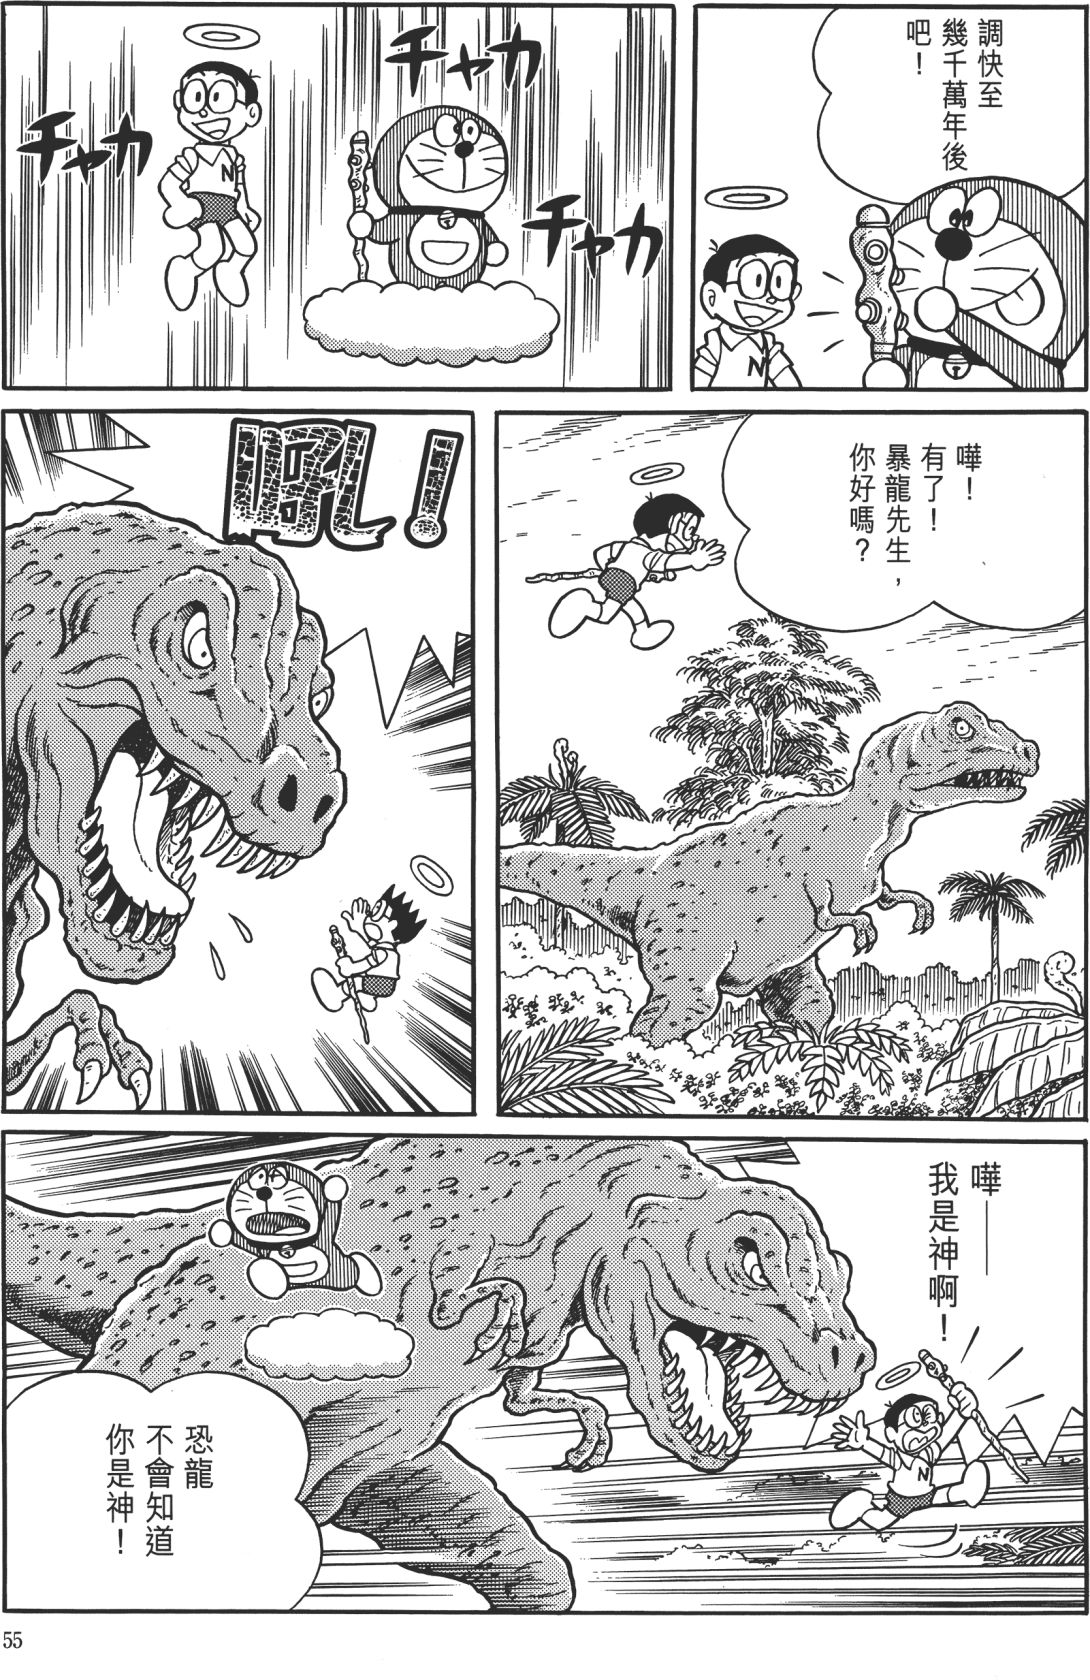 調快至
幾千萬年後
吧！
チャカ
チャカ
チャカ
嘩！
有了！
暴龍先生，
你好嗎？
吼！
嘩──
我是神啊！
恐龍
不會知道
你是神！
N
N
N
55